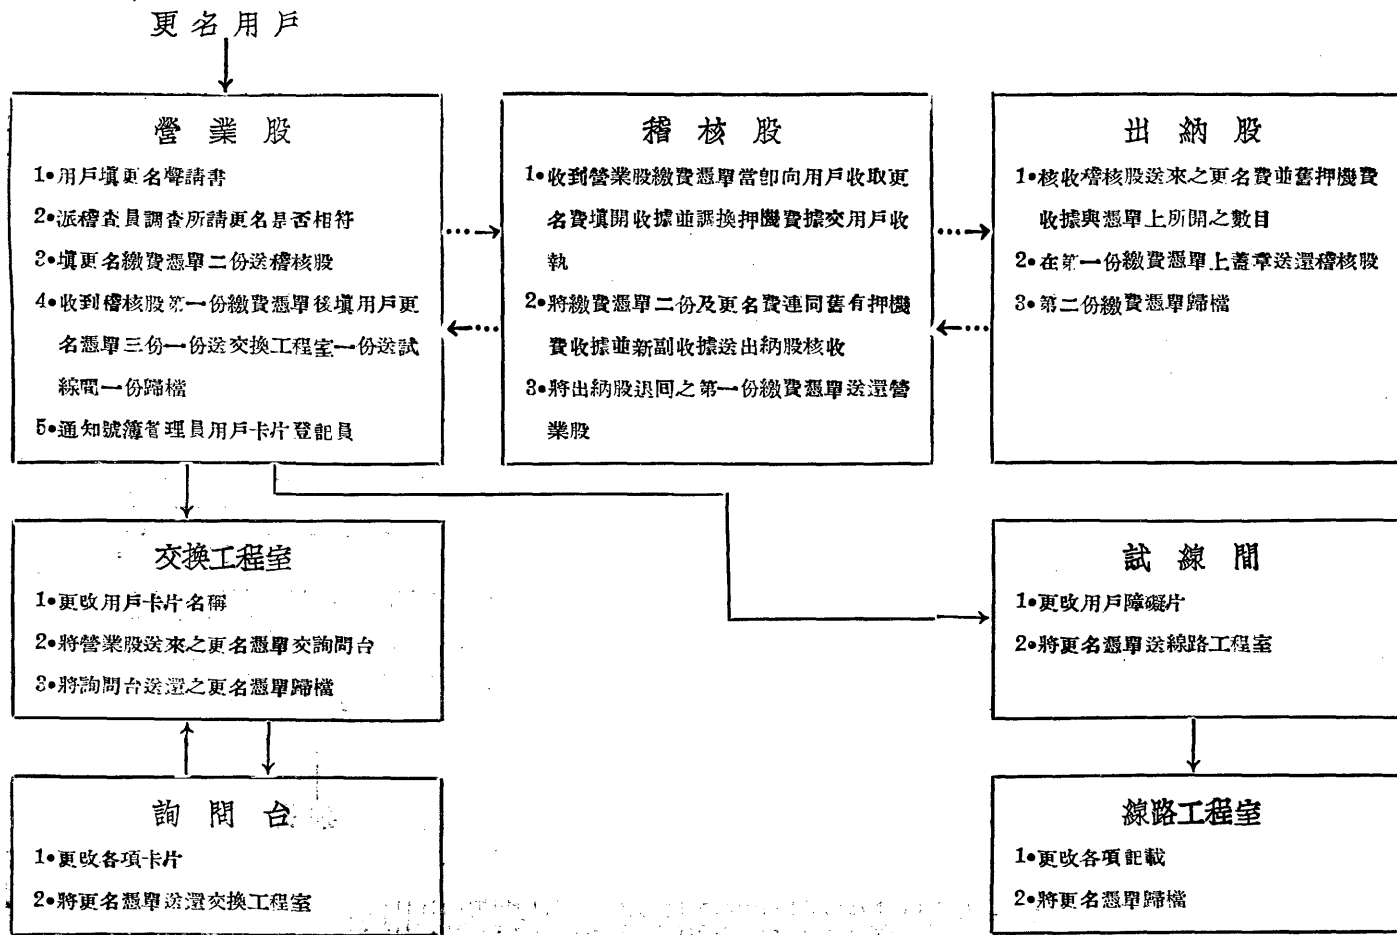 更名用戶
營業股
1•用戶填更名聲請書
2•派稽查員調查所請更名是否相符
3•填更名繳費憑單二份送稽核股
4•收到稽核股第一份繳費憑單後填用戶更
名憑單三份一份送交換工程室一份送試
線間一份歸檔
5•通知號簿管理員用戶卡片登記員
稽核股
1•收到營業股繳費憑單當卽向用戶收取更
名費填開收據並調換押機費據交用戶收
執
2•將繳費憑單二份及更名費連同舊有押機
費收據並新副收據送出納股核收
3•將出納股退回之第一份繳費憑單送還營
業股
出納股
1•核收稽核股送來之更名費並舊押機費
收據與憑單上所開之數目
2•在第一份繳費憑單上蓋章送還稽核股
3•第二份繳費憑單歸檔
交換工程室
1•更改用戶卡片名稱
2•將營業股送來之更名憑單交詢問台
3•將詢問台送還之更名憑單歸檔
試線間
1•更改用戶障礙片
2•將更名憑單送線路工程室
詢問台
1•更改各項卡片
2•將更名憑單送還交換工程室
線路工程室
1•更改各項記載
2•將更名憑單歸檔